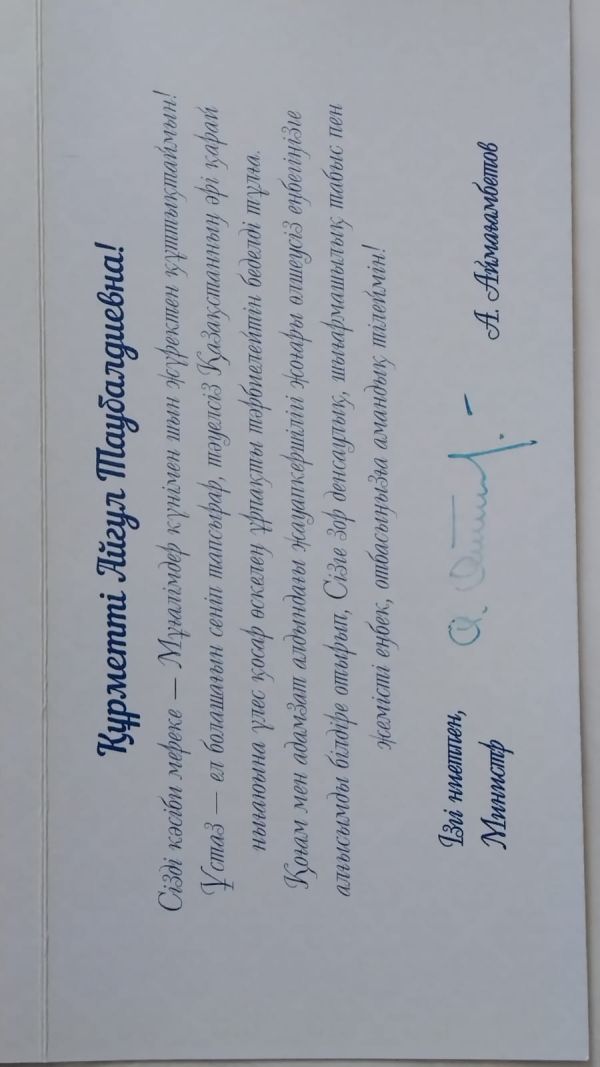 Құрметті Айгул Таубалдиевна!
Сізді кәсіби мереке — Мұғалімдер күнімен шын жүректен құттықтаймын!
Ұстаз — ел болашағын сеніп тапсырар, тәуелсіз Қазақстанның әрі қарай
нығаюына үлес қосар өскелең ұрпақты тәрбиелейтін беделді тұлға.
Қоғам мен адамзат алдындағы жауапкершілігі жоғары өлшеусіз еңбегіңізге
алғысымды білдіре отырып, Сізге зор денсаулық, шығармашылық табыс пен
жемісті еңбек, отбасыңызға амандық тілеймін!
Ізгі ниетпен,
Министр
А. Аймағамбетов